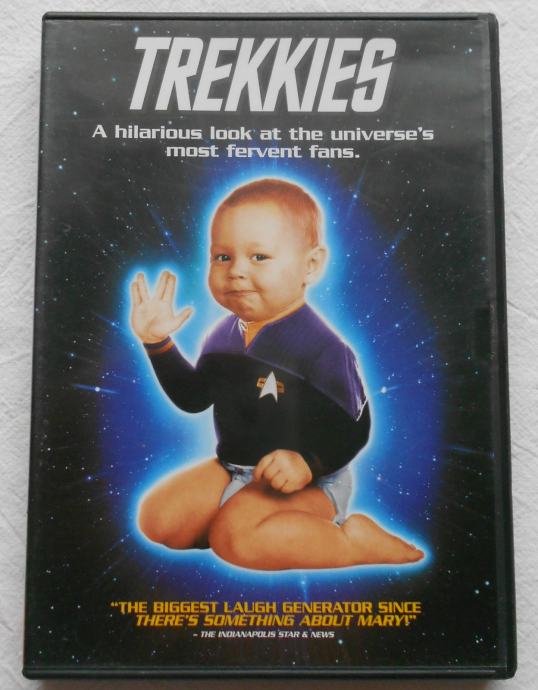 TREKKIES
A hilarious look at the universe's
most fervent fans.
"THE BIGGEST LAUGH GENERATOR SINCE
THERE'S SOMETHING ABOUT MARY!"
- THE INDIANAPOLIS STAR & NEWS